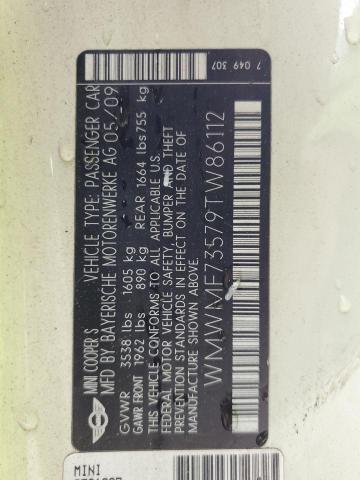 MINI COOPER S
VEHICLE TYPE: PASSENGER CAR
MFD BY BAYERISCHE MOTORENWERKE AG 05/09
GVWR 3538 lbs 1605 kg
GAWR FRONT 1962 lbs 890 kg REAR 1664 lbs 755 kg
THIS VEHICLE CONFORMS TO ALL APPLICABLE U.S.
FEDERAL MOTOR VEHICLE SAFETY, BUMPER AND THEFT
PREVENTION STANDARDS IN EFFECT ON THE DATE OF
MANUFACTURE SHOWN ABOVE.
WMWMF73579TW86112
7 049 307
MINI